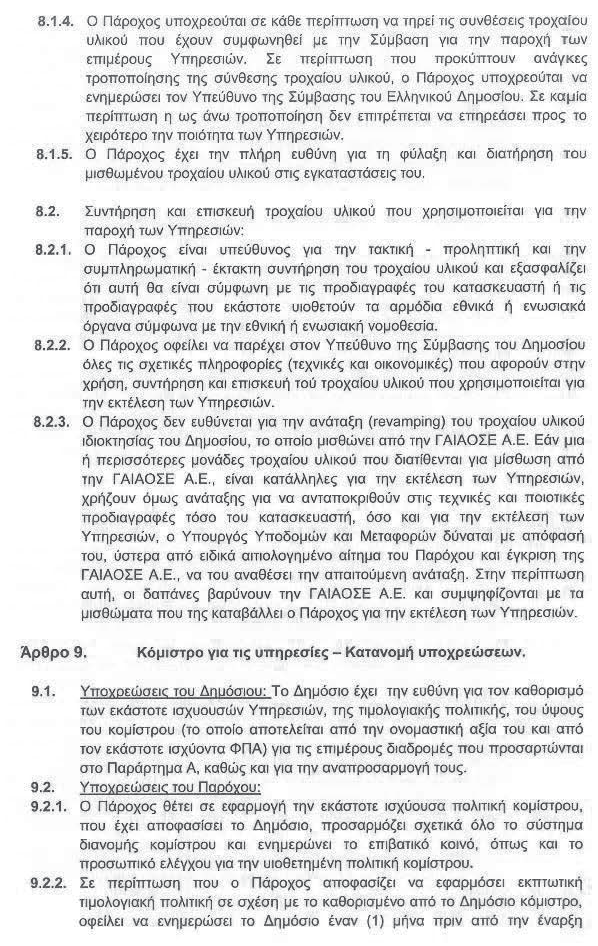 8.1.4. Ο Πάροχος υποχρεούται σε κάθε περίπτωση να τηρεί τις συνθέσεις τροχαίου
υλικού που έχουν συμφωνηθεί με την Σύμβαση για την παροχή των
επιμέρους Υπηρεσιών. Σε περίπτωση που προκύπτουν ανάγκες
τροποποίησης της σύνθεσης τροχαίου υλικού, ο Πάροχος υποχρεούται να
ενημερώσει τον Υπεύθυνο της Σύμβασης του Ελληνικού Δημοσίου. Σε καμία
περίπτωση η ως άνω τροποποίηση δεν επιτρέπεται να επηρεάσει προς το
χειρότερο την ποιότητα των Υπηρεσιών.
8.1.5. Ο Πάροχος έχει την πλήρη ευθύνη για τη φύλαξη και διατήρηση του
μισθωμένου τροχαίου υλικού στις εγκαταστάσεις του.
8.2. Συντήρηση και επισκευή τροχαίου υλικού που χρησιμοποιείται για την
παροχή των Υπηρεσιών:
8.2.1. Ο Πάροχος είναι υπεύθυνος για την τακτική - προληπτική και την
συμπληρωματική - έκτακτη συντήρηση του τροχαίου υλικού και εξασφαλίζει
ότι αυτή θα είναι σύμφωνη με τις προδιαγραφές του κατασκευαστή ή τις
προδιαγραφές που εκάστοτε υιοθετούν τα αρμόδια εθνικά ή ενωσιακά
όργανα σύμφωνα με την εθνική ή ενωσιακή νομοθεσία.
8.2.2. Ο Πάροχος οφείλει να παρέχει στον Υπεύθυνο της Σύμβασης του Δημοσίου
όλες τις σχετικές πληροφορίες (τεχνικές και οικονομικές) που αφορούν στην
χρήση, συντήρηση και επισκευή τού τροχαίου υλικού που χρησιμοποιείται για
την εκτέλεση των Υπηρεσιών.
8.2.3. Ο Πάροχος δεν ευθύνεται για την ανάταξη (revamping) του τροχαίου υλικού
ιδιοκτησίας του Δημοσίου, το οποίο μισθώνει από την ΓΑΙΑΟΣΕ Α.Ε. Εάν μια
ή περισσότερες μονάδες τροχαίου υλικού που διατίθενται για μίσθωση από
την ΓΑΙΑΟΣΕ Α.Ε., είναι κατάλληλες για την εκτέλεση των Υπηρεσιών,
χρήζουν όμως ανάταξης για να ανταποκριθούν στις τεχνικές και ποιοτικές
προδιαγραφές τόσο του κατασκευαστή, όσο και για την εκτέλεση των
Υπηρεσιών, ο Υπουργός Υποδομών και Μεταφορών δύναται με απόφασή
του, ύστερα από ειδικά αιτιολογημένο αίτημα του Παρόχου και έγκριση της
ΓΑΙΑΟΣΕ Α.Ε., να του αναθέσει την απαιτούμενη ανάταξη. Στην περίπτωση
αυτή, οι δαπάνες βαρύνουν την ΓΑΙΑΟΣΕ Α.Ε. και συμψηφίζονται με τα
μισθώματα που της καταβάλλει ο Πάροχος για την εκτέλεση των Υπηρεσιών.
Άρθρο 9. Κόμιστρο για τις υπηρεσίες – Κατανομή υποχρεώσεων.
9.1. Υποχρεώσεις του Δημόσιου: Το Δημόσιο έχει την ευθύνη για τον καθορισμό
των εκάστοτε ισχυουσών Υπηρεσιών, της τιμολογιακής πολιτικής, του ύψους
του κομίστρου (το οποίο αποτελείται από την ονομαστική αξία του και από
τον εκάστοτε ισχύοντα ΦΠΑ) για τις επιμέρους διαδρομές που προσαρτώνται
στο Παράρτημα Α, καθώς και για την αναπροσαρμογή τους.
9.2. Υποχρεώσεις του Παρόχου:
9.2.1. Ο Πάροχος θέτει σε εφαρμογή την εκάστοτε ισχύουσα πολιτική κομίστρου,
που έχει αποφασίσει το Δημόσιο, προσαρμόζει σχετικά όλο το σύστημα
διανομής κομίστρου και ενημερώνει το επιβατικό κοινό, όπως και το
προσωπικό ελέγχου για την υιοθετημένη πολιτική κομίστρου.
9.2.2. Σε περίπτωση που ο Πάροχος αποφασίζει να εφαρμόσει εκπτωτική
τιμολογιακή πολιτική σε σχέση με το καθορισμένο από το Δημόσιο κόμιστρο,
οφείλει να ενημερώσει το Δημόσιο έναν (1) μήνα πριν από την έναρξη